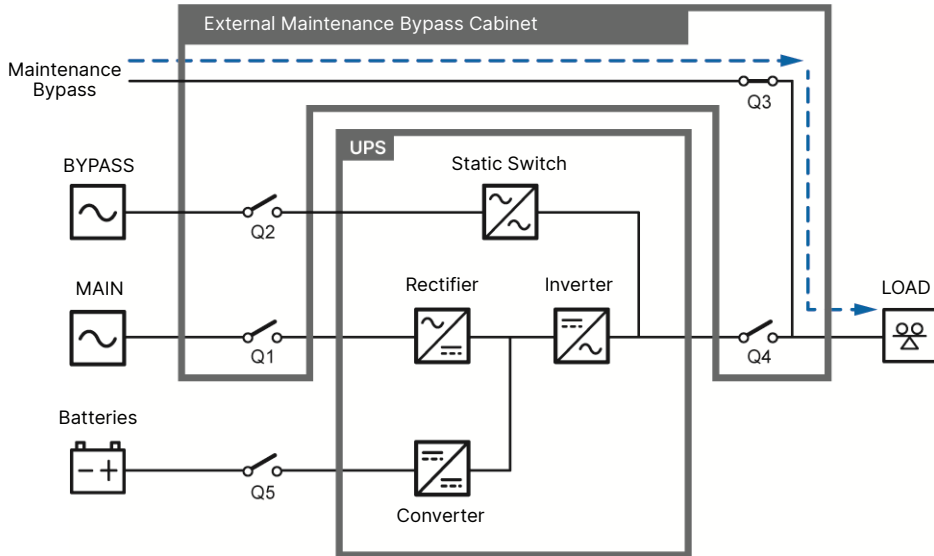 External Maintenance Bypass Cabinet
Maintenance
Bypass
Q3
UPS
BYPASS
Static Switch
Q2
MAIN
Rectifier
Inverter
LOAD
Q1
Q4
Batteries
Q5
Converter